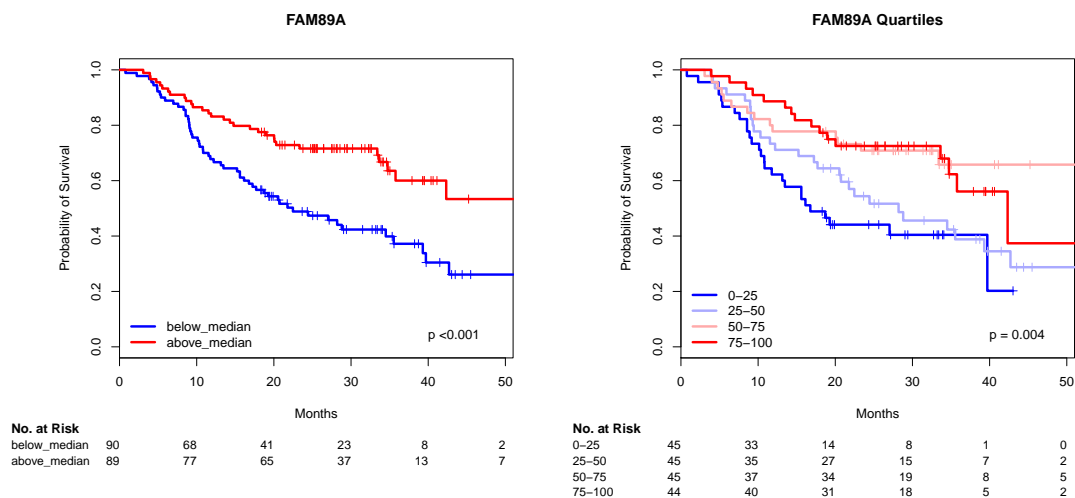 FAM89A
1.0
0.8
0.6
0.4
0.2
0.0
Probability of Survival
below_median
above_median
p <0.001
0 10 20 30 40 50
Months
No. at Risk
below_median 90 68 41 23 8 2
above_median 89 77 65 37 13 7
FAM89A Quartiles
1.0
0.8
0.6
0.4
0.2
0.0
Probability of Survival
0−25
25−50
50−75
75−100
p = 0.004
0 10 20 30 40 50
Months
No. at Risk
0−25 45 33 14 8 1 0
25−50 45 35 27 15 7 2
50−75 45 37 34 19 8 5
75−100 44 40 31 18 5 2